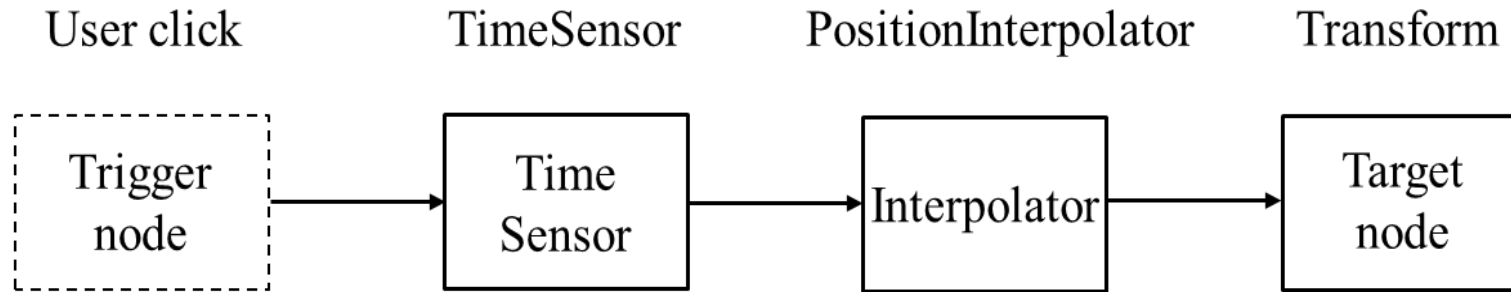 User click TimeSensor PositionInterpolator Transform
Trigger
node
Time
Sensor
Interpolator
Target
node